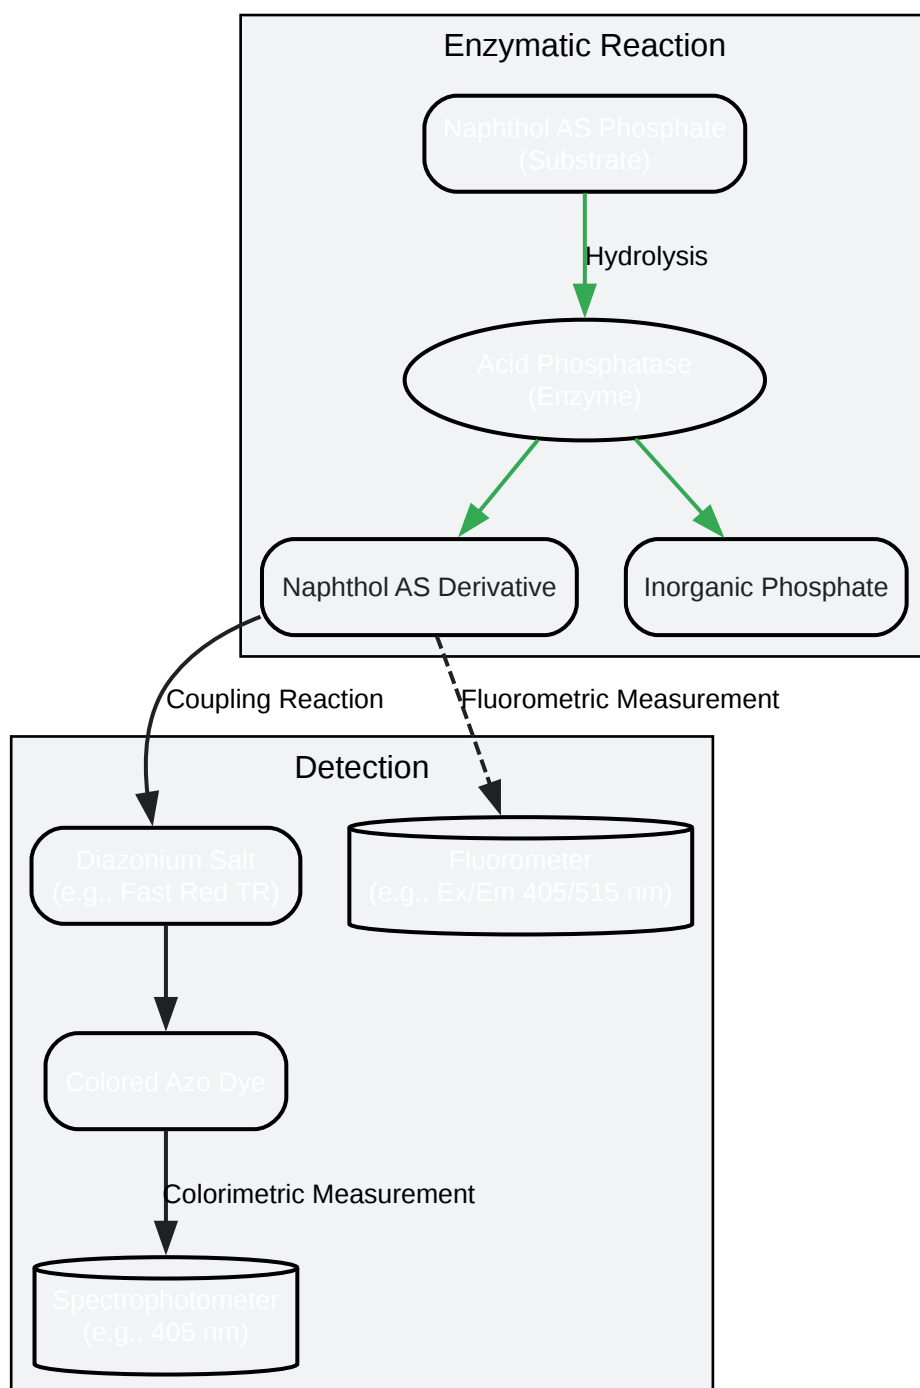 Enzymatic Reaction
Naphthol AS Phosphate
(Substrate)
Hydrolysis
Acid Phosphatase
(Enzyme)
Naphthol AS Derivative
Inorganic Phosphate
Coupling Reaction
Fluorometric Measurement
Detection
Diazonium Salt
(e.g., Fast Red TR)
Fluorometer
(e.g., Ex/Em 405/515 nm)
Colored Azo Dye
Colorimetric Measurement
Spectrophotometer
(e.g., 405 nm)